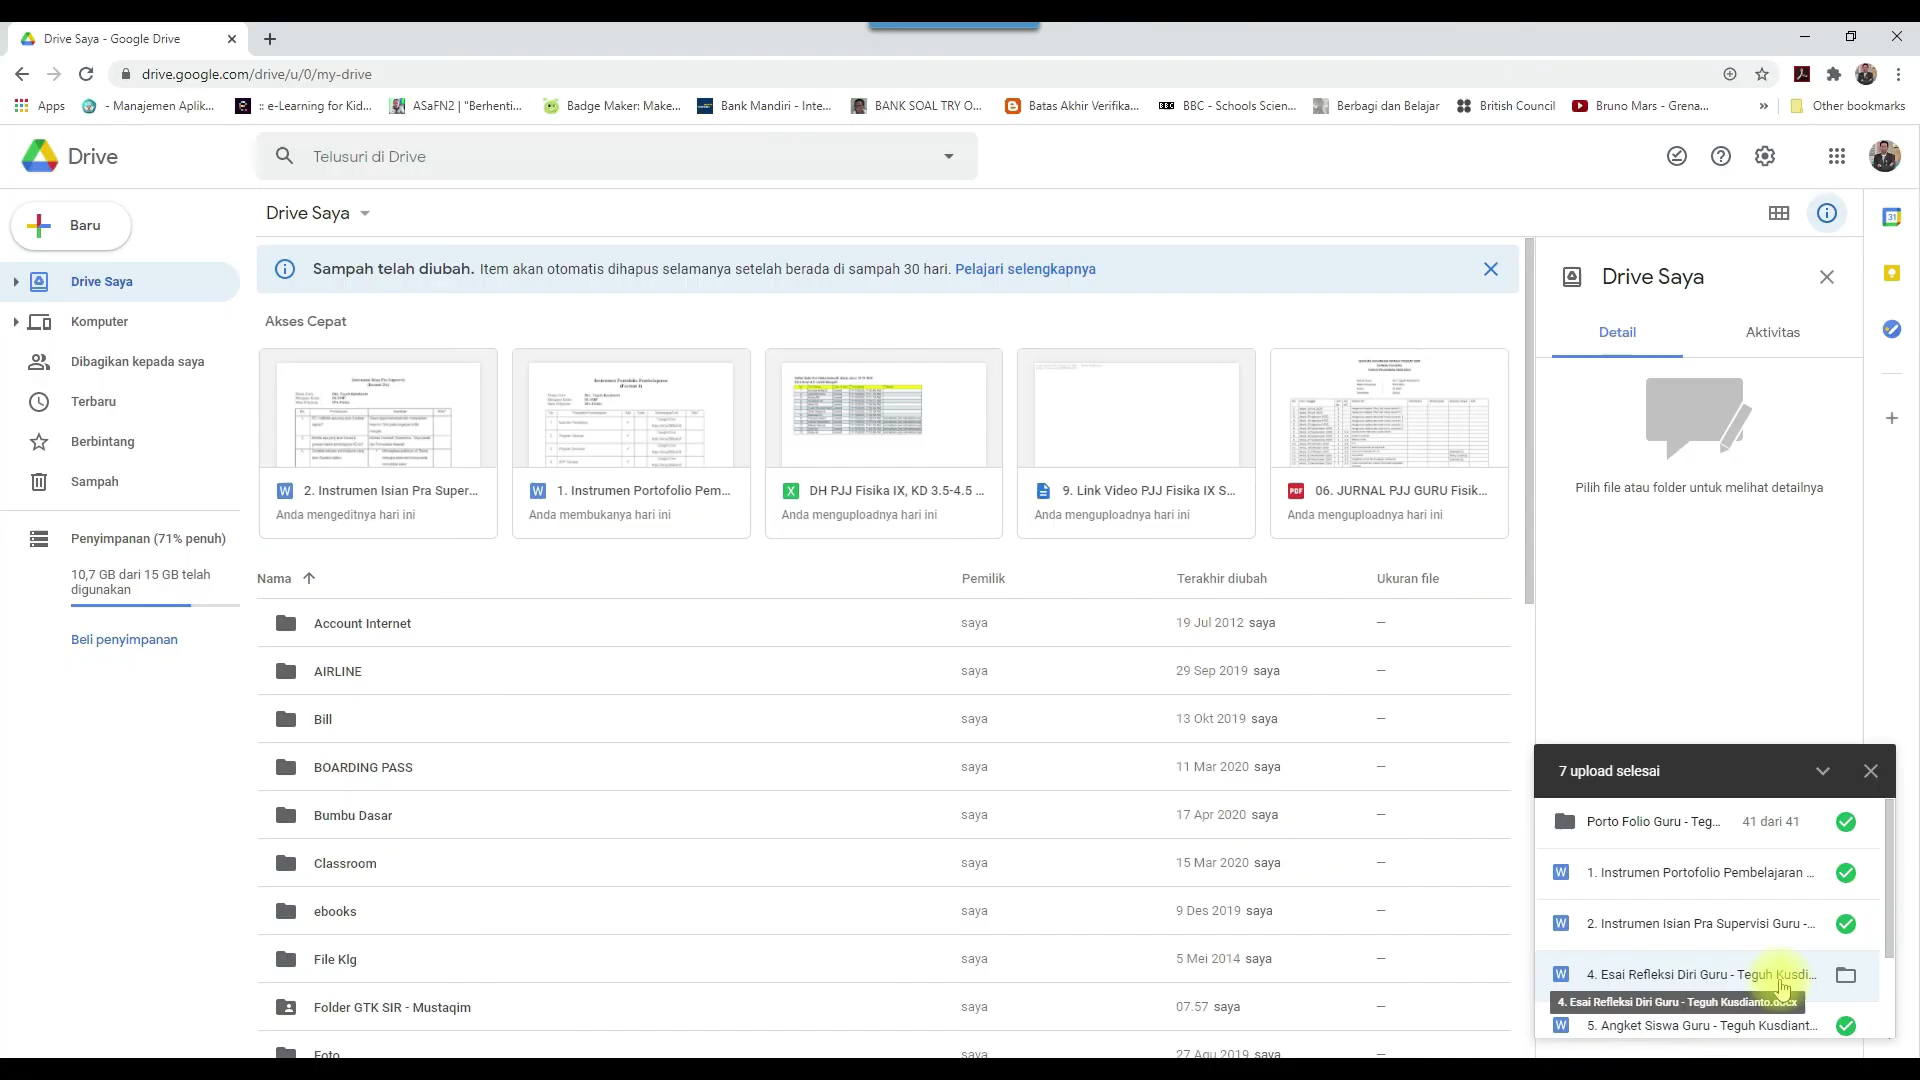 Drive Saya - Google Drive
drive.google.com/drive/u/0/my-drive
Apps
- Manajemen Aplik...
:: e-Learning for Kid...
ASaFN2 | "Berhenti...
Badge Maker: Make...
Bank Mandiri - Inte...
BANK SOAL TRY O...
Batas Akhir Verifika...
BBC - Schools Scien...
Berbagi dan Belajar
British Council
Bruno Mars - Grena...
Other bookmarks
Drive
Telusuri di Drive
Baru
Drive Saya
Komputer
Dibagikan kepada saya
Terbaru
Berbintang
Sampah
Penyimpanan (71% penuh)
10,7 GB dari 15 GB telah
digunakan
Beli penyimpanan
Drive Saya
Sampah telah diubah. Item akan otomatis dihapus selamanya setelah berada di sampah 30 hari. Pelajari selengkapnya
Akses Cepat
2. Instrumen Isian Pra Super...
Anda mengeditnya hari ini
1. Instrumen Portofolio Pem...
Anda membukanya hari ini
DH PJJ Fisika IX, KD 3.5-4.5 ...
Anda menguploadnya hari ini
9. Link Video PJJ Fisika IX S...
Anda menguploadnya hari ini
PDF
06. JURNAL PJJ GURU Fisik...
Anda menguploadnya hari ini
Nama Pemilik Terakhir diubah Ukuran file
Account Internet saya 19 Jul 2012 saya —
AIRLINE saya 29 Sep 2019 saya —
Bill saya 13 Okt 2019 saya —
BOARDING PASS saya 11 Mar 2020 saya —
Bumbu Dasar saya 17 Apr 2020 saya —
Classroom saya 15 Mar 2020 saya —
ebooks saya 9 Des 2019 saya —
File Klg saya 5 Mei 2014 saya —
Folder GTK SIR - Mustaqim saya 07.57 saya —
Foto saya 27 Agu 2019 saya —
Drive Saya
Detail
Aktivitas
Pilih file atau folder untuk melihat detailnya
31
7 upload selesai
Porto Folio Guru - Teg... 41 dari 41
W 1. Instrumen Portofolio Pembelajaran ...
W 2. Instrumen Isian Pra Supervisi Guru -...
W 4. Esai Refleksi Diri Guru - Teguh Kusdi...
4. Esai Refleksi Diri Guru - Teguh Kusdianto.docx
W 5. Angket Siswa Guru - Teguh Kusdiant...